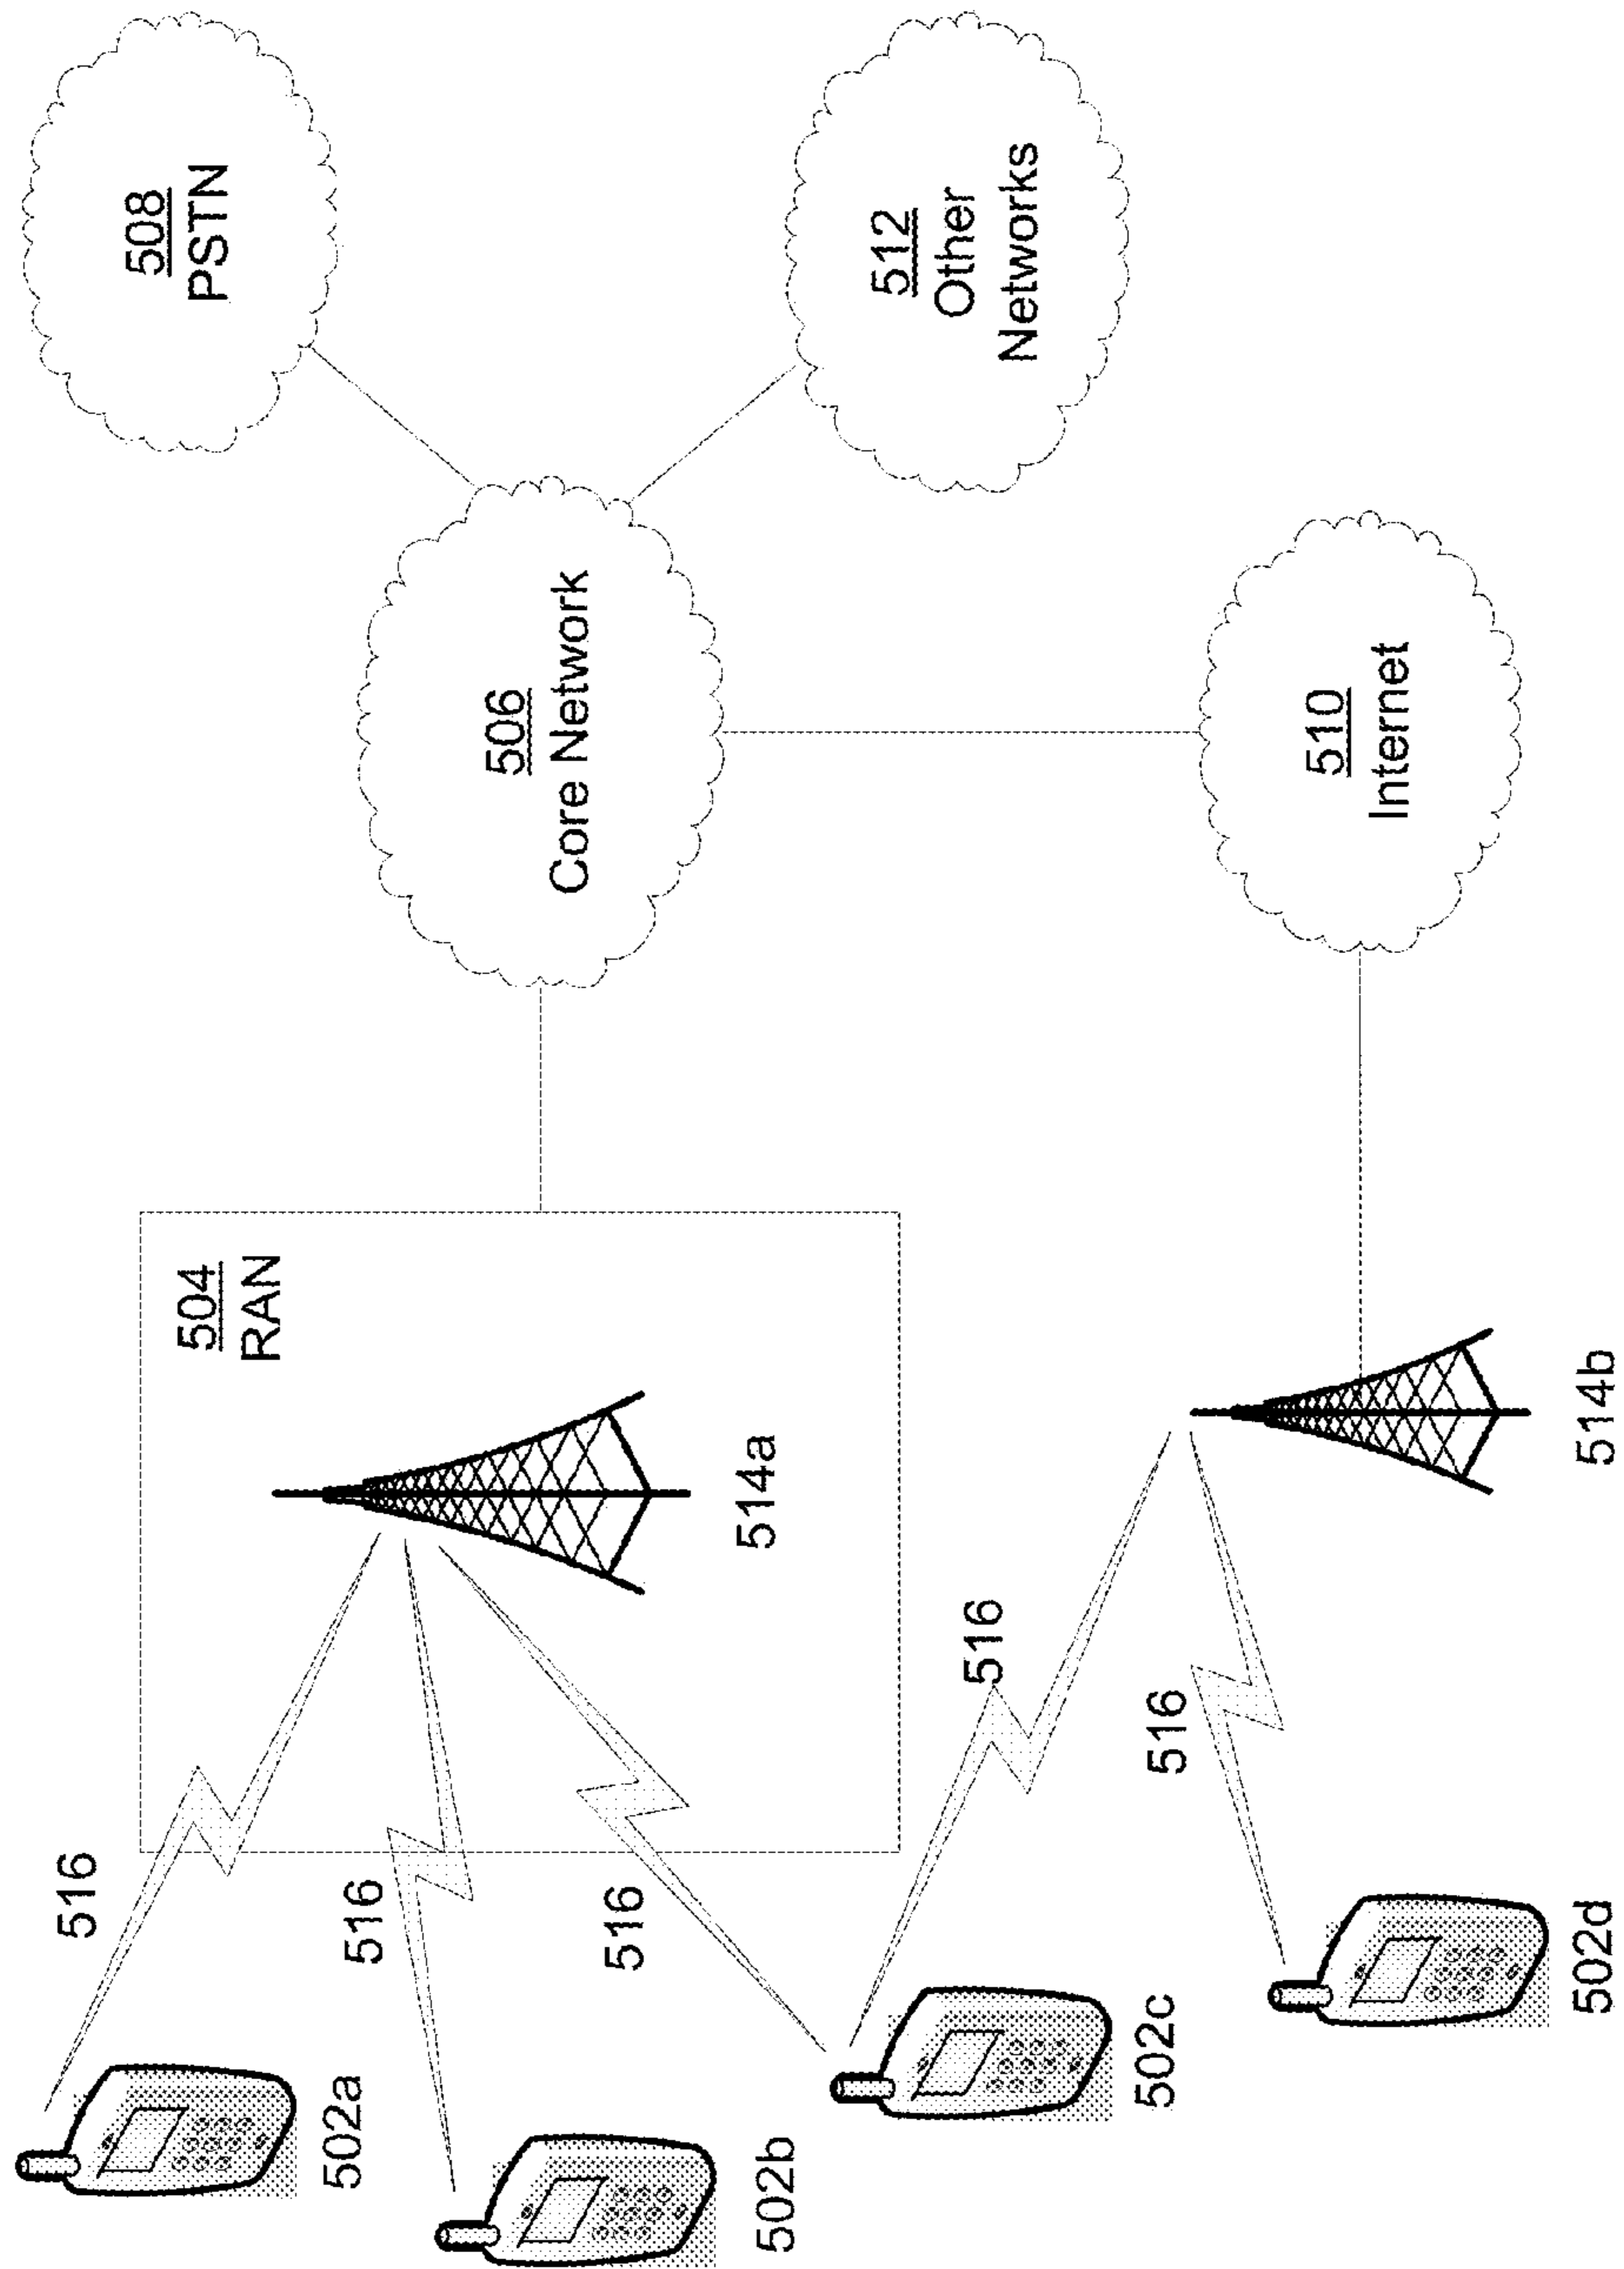 502a
516
502b
516
516
502c
516
516
502d
504
RAN
514a
514b
506
Core Network
508
PSTN
512
Other
Networks
510
Internet